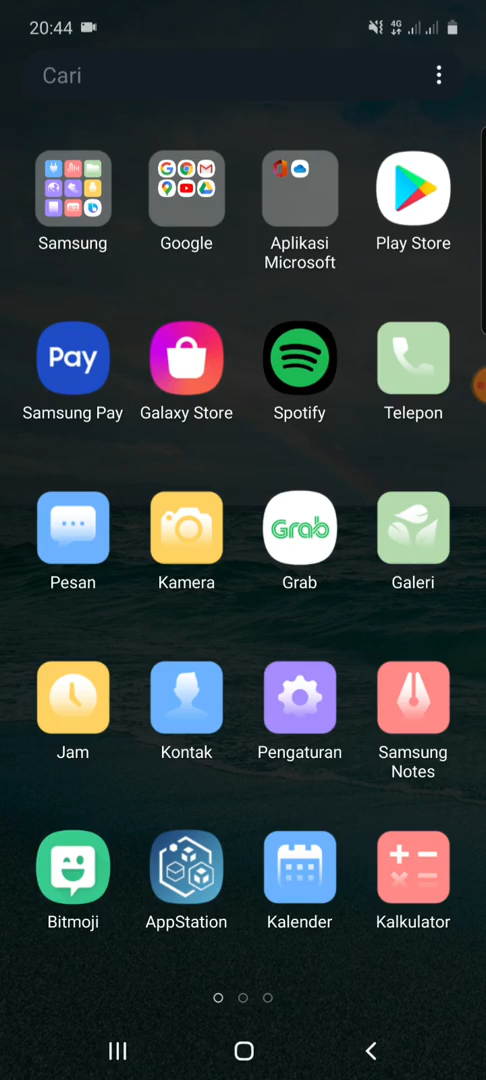 20:44
4G
Cari
Samsung
Google
Aplikasi
Microsoft
Play Store
Pay
Samsung Pay
Galaxy Store
Spotify
Telepon
Pesan
Kamera
Grab
Grab
Galeri
Jam
Kontak
Pengaturan
Samsung
Notes
Bitmoji
AppStation
Kalender
Kalkulator